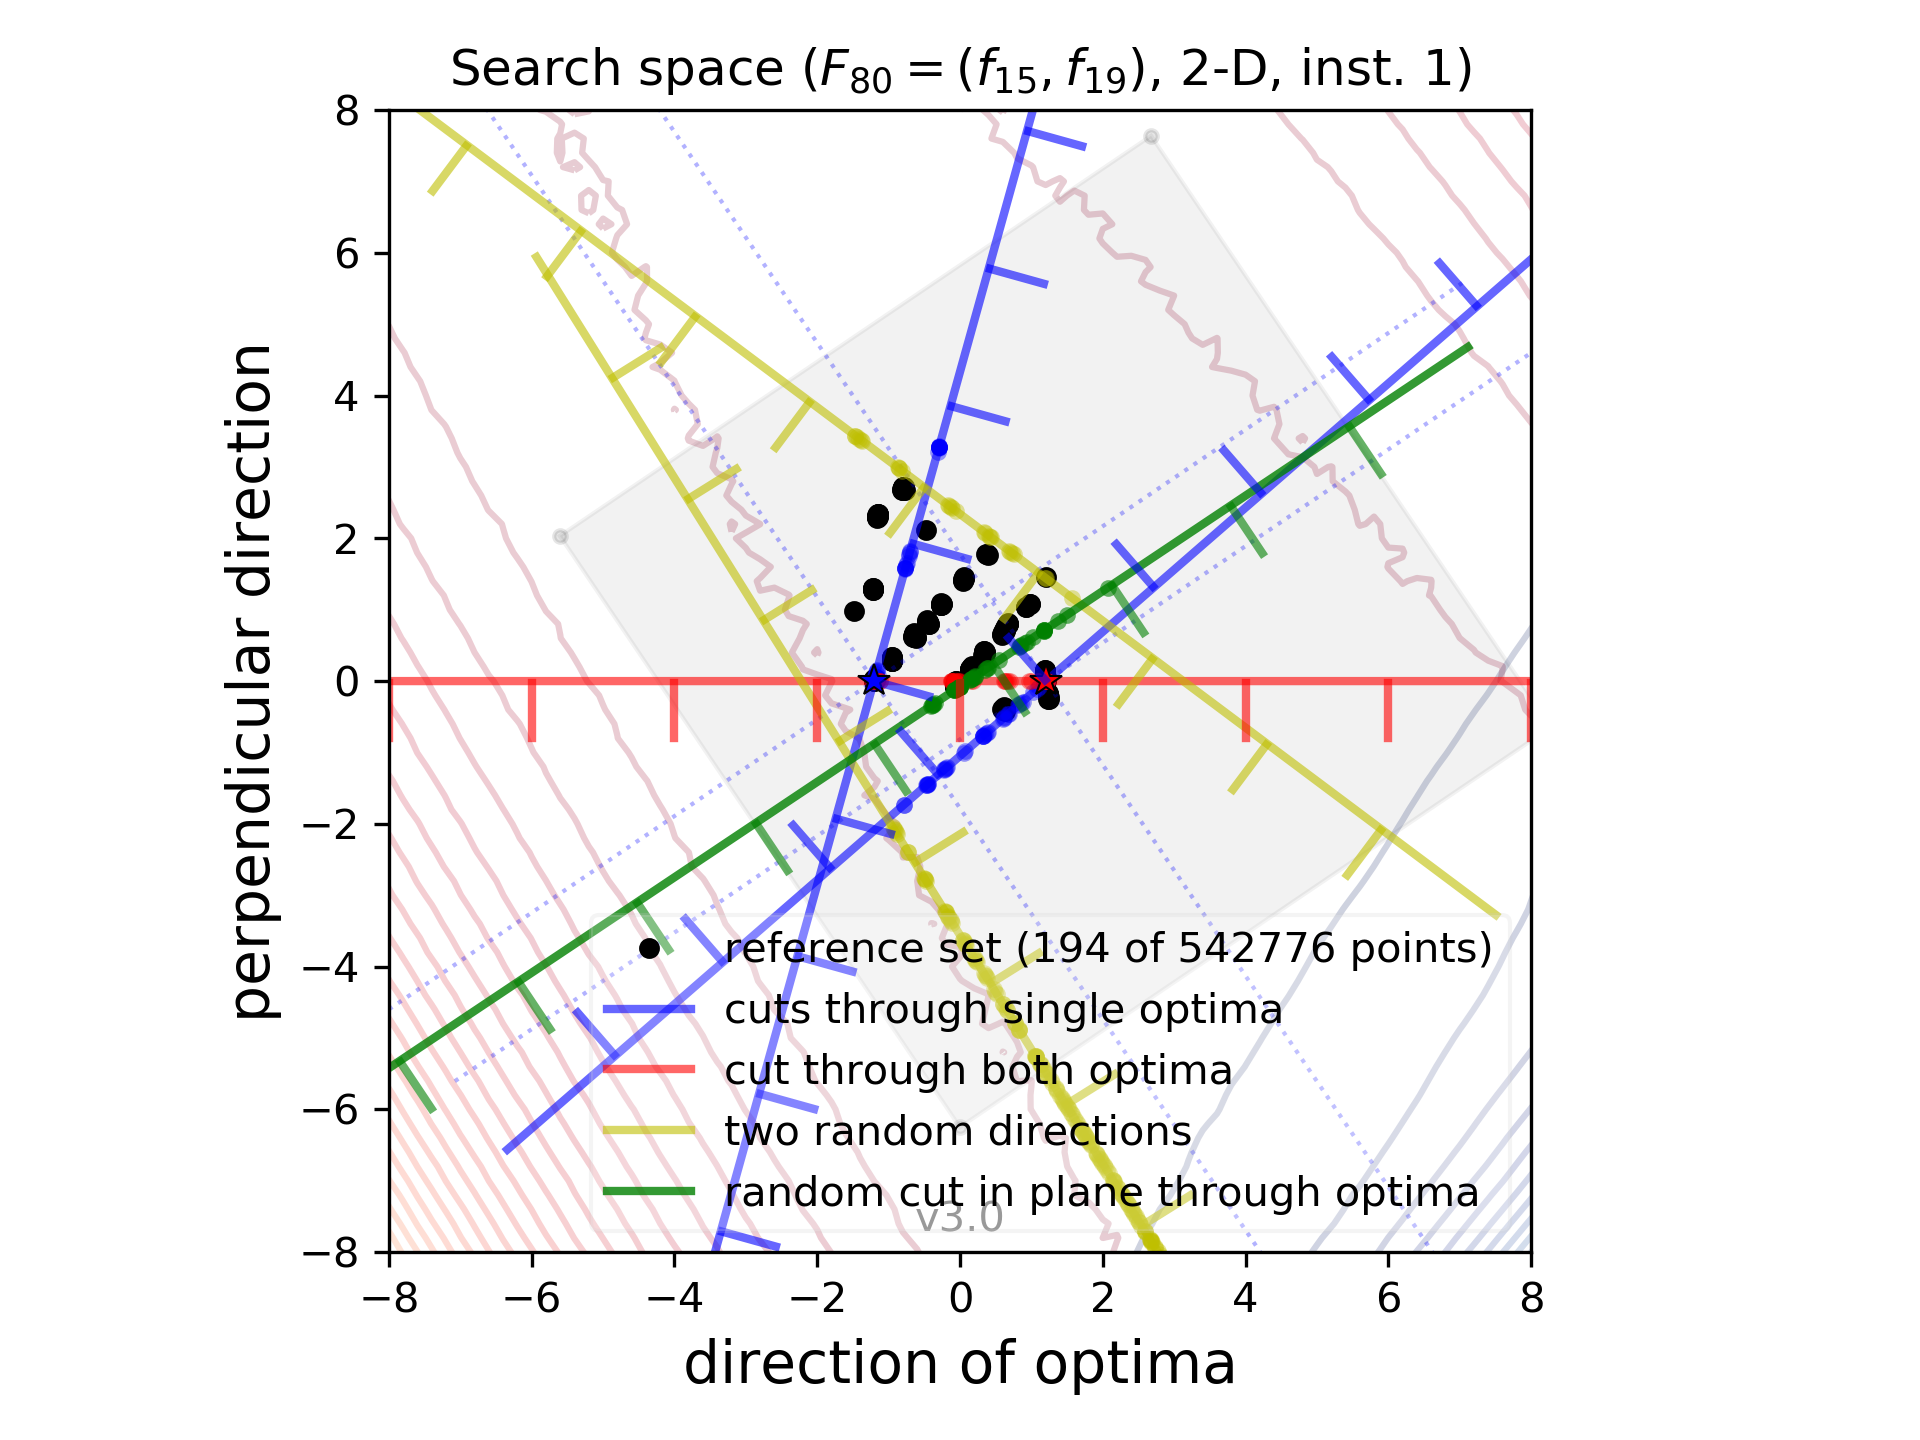 Search space (F80 = (f15, f19), 2-D, inst. 1)
perpendicular direction
8
6
4
2
0
−2
−4
−6
−8
reference set (194 of 542776 points)
cuts through single optima
cut through both optima
two random directions
random cut in plane through optima
v3.0
−8 −6 −4 −2 0 2 4 6 8
direction of optima